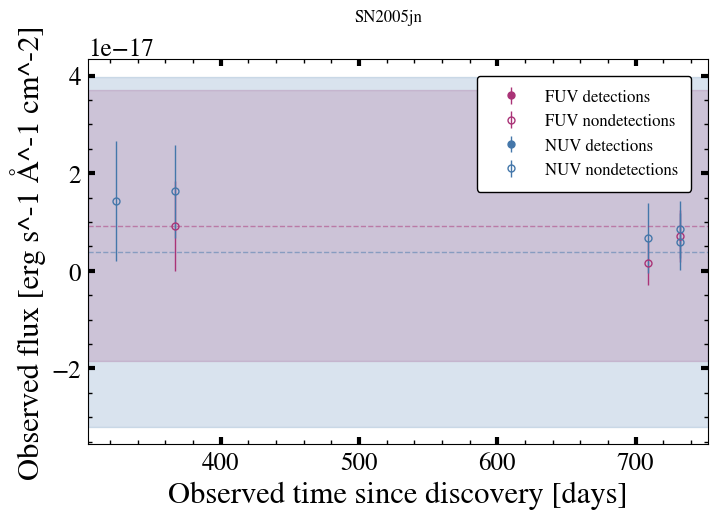 SN2005jn
1e−17
4
2
0
−2
Observed flux [erg s^-1 Å^-1 cm^-2]
FUV detections
FUV nondetections
NUV detections
NUV nondetections
400
500
600
700
Observed time since discovery [days]